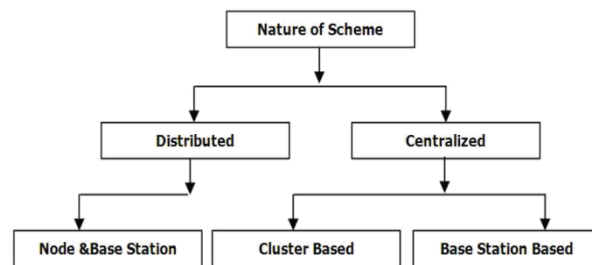 Nature of Scheme
Distributed
Centralized
Node &Base Station
Cluster Based
Base Station Based